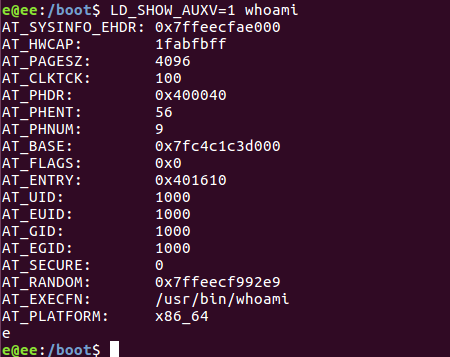 e@ee:/boot$ LD_SHOW_AUXV=1 whoami
AT_SYSINFO_EHDR: 0x7ffeecfae000
AT_HWCAP: 1fabfbff
AT_PAGESZ: 4096
AT_CLKTCK: 100
AT_PHDR: 0x400040
AT_PHENT: 56
AT_PHNUM: 9
AT_BASE: 0x7fc4c1c3d000
AT_FLAGS: 0x0
AT_ENTRY: 0x401610
AT_UID: 1000
AT_EUID: 1000
AT_GID: 1000
AT_EGID: 1000
AT_SECURE: 0
AT_RANDOM: 0x7ffeecf992e9
AT_EXECFN: /usr/bin/whoami
AT_PLATFORM: x86_64
e
e@ee:/boot$